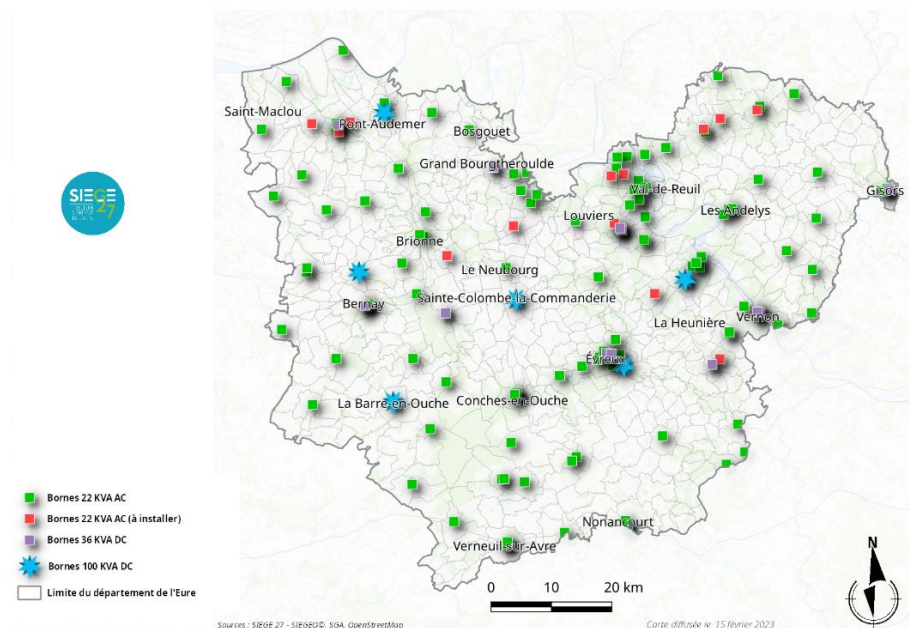 SIEGE
27
Saint-Maclou
Pont-Audemer
Bosgouet
Grand Bourgtheroulde
Val-de-Reuil
Gisors
Louviers
Les Andelys
Brionne
Le Neubourg
Bernay
Sainte-Colombe-la-Commanderie
La Heunière
Vernon
Évreux
La Barre-en-Ouche
Conches-en-Ouche
Nonancourt
Verneuil-sur-Avre
Bornes 22 KVA AC
Bornes 22 KVA AC (à installer)
Bornes 36 KVA DC
Bornes 100 KVA DC
Limite du département de l'Eure
0 10 20 km
N
Sources : SIEGE 27 - SIEGEO©, SGA, OpenStreetMap
Carte diffusée le 15 février 2023